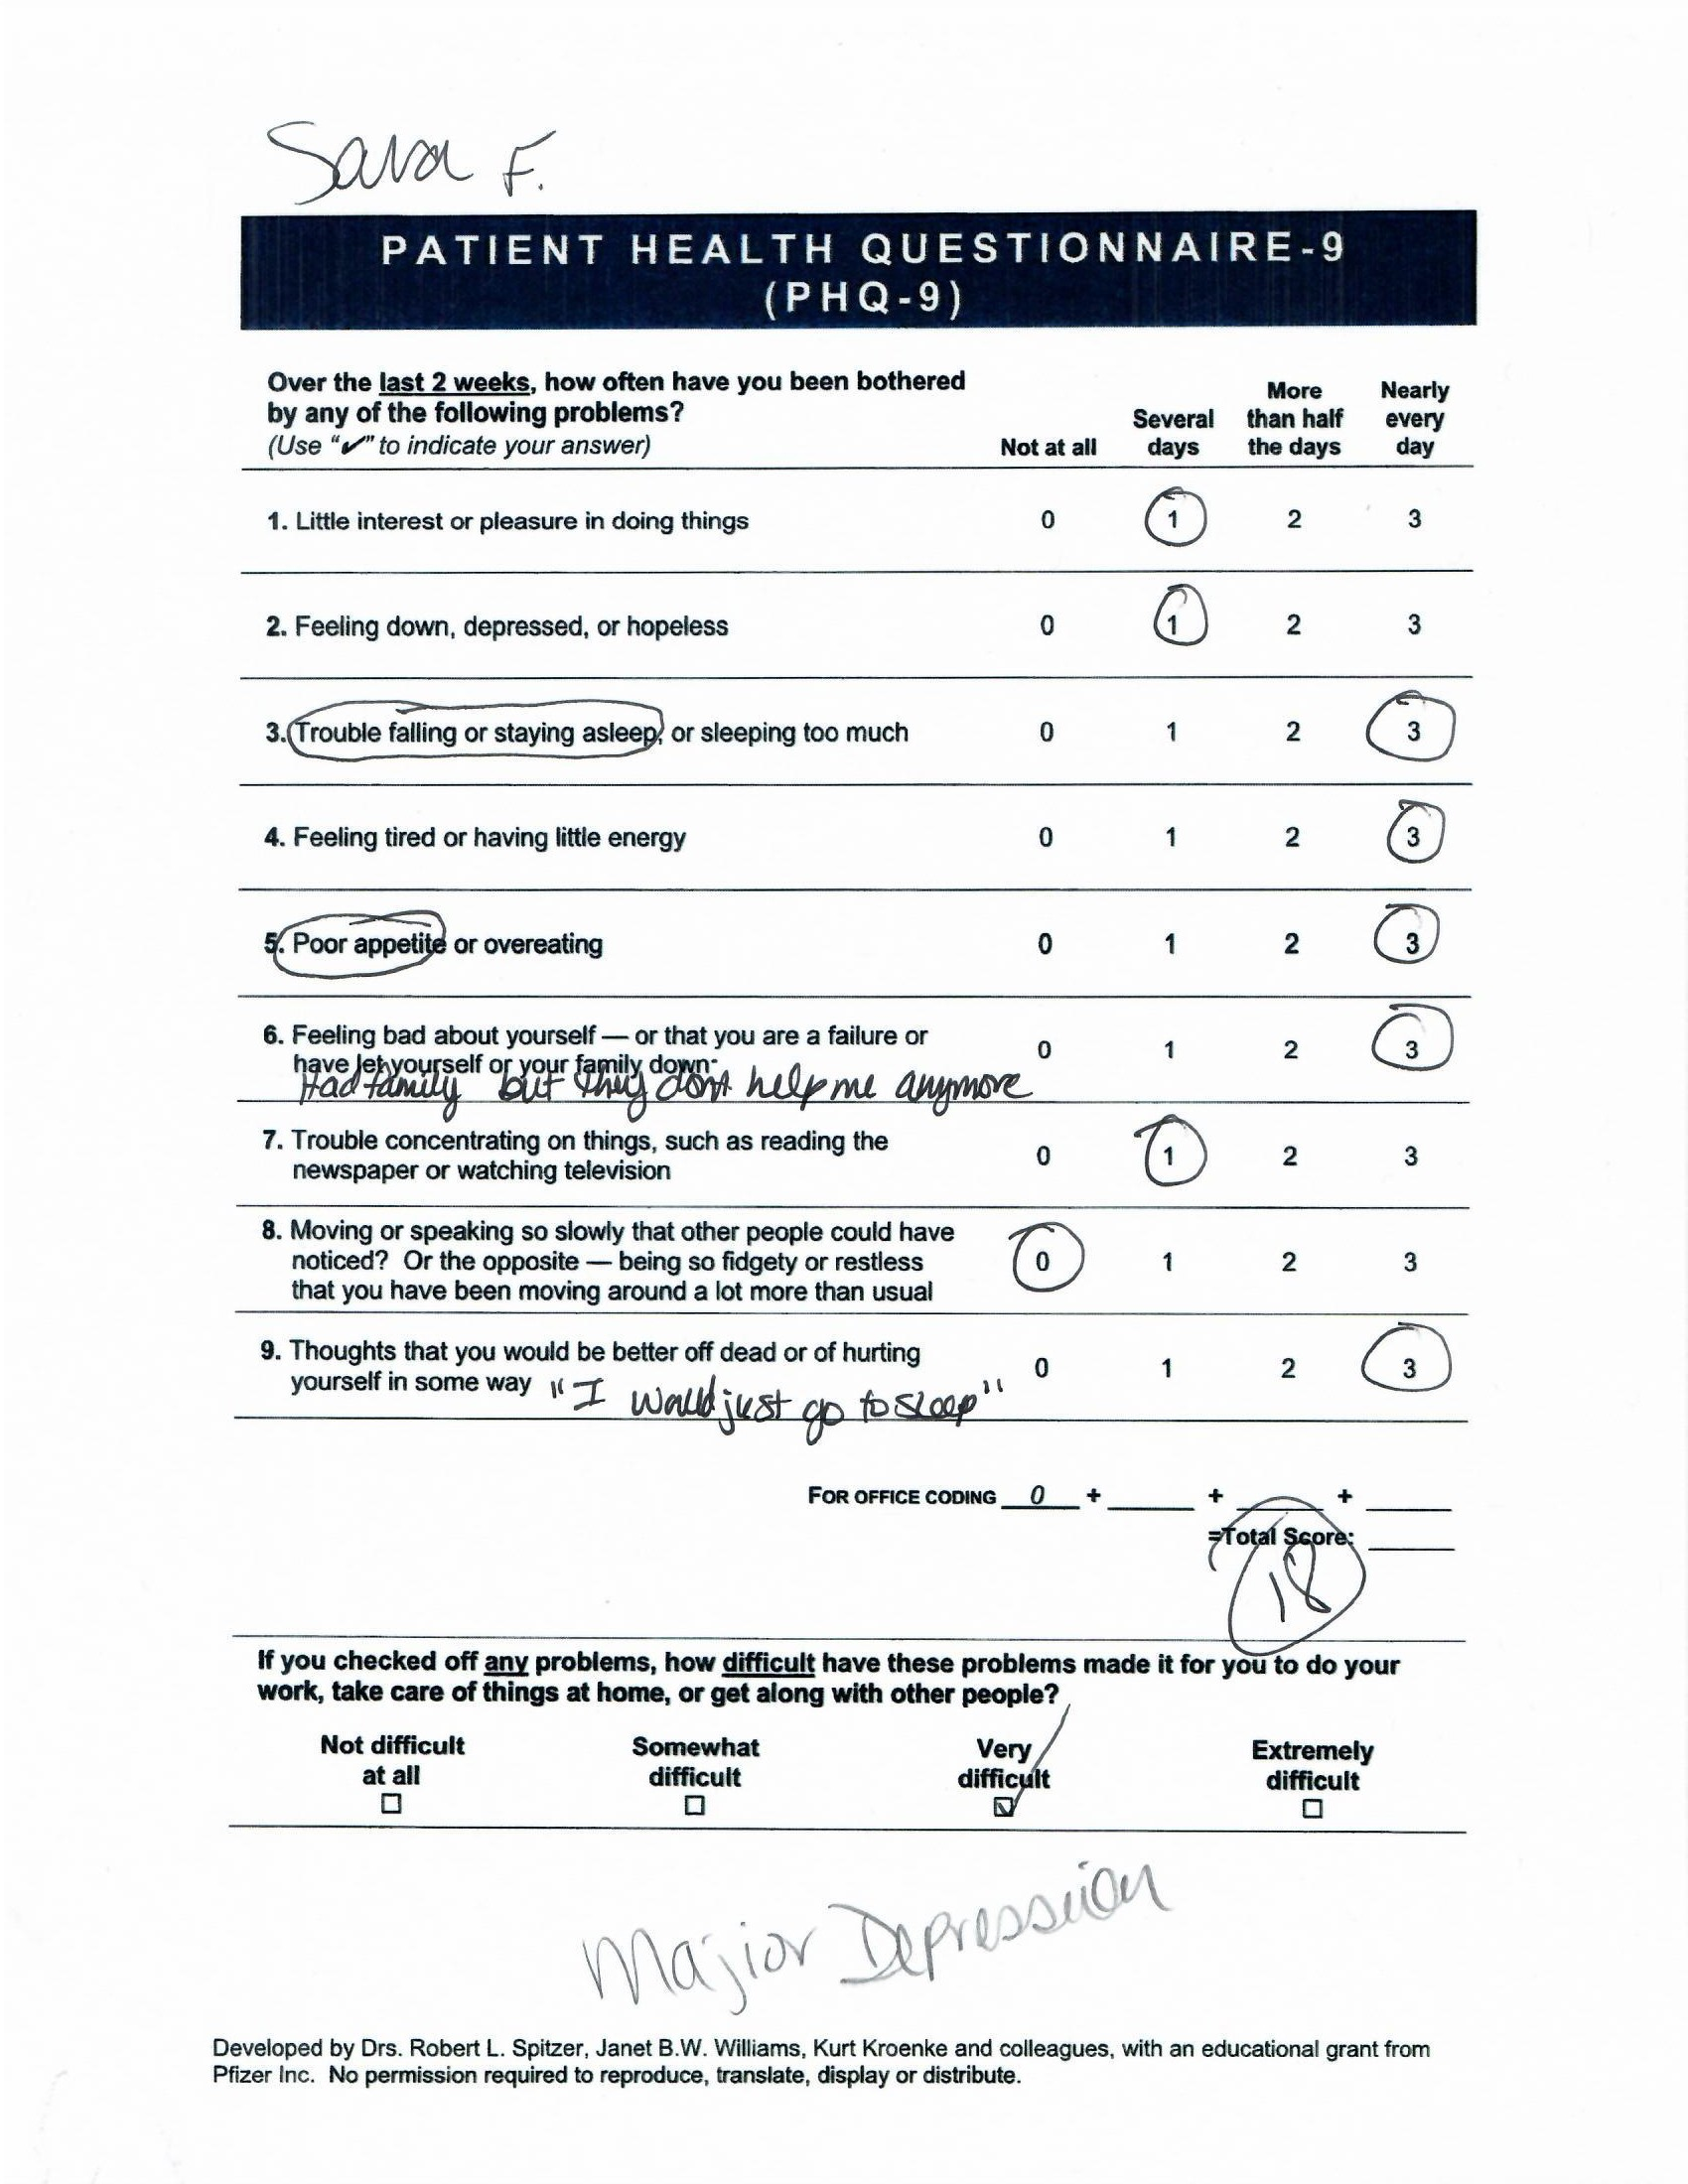 Sara F.
PATIENT HEALTH QUESTIONNAIRE-9
(PHQ-9)
Over the last 2 weeks, how often have you been bothered
by any of the following problems?
(Use "✔" to indicate your answer)
Not at all
Several
days
More
than half
the days
Nearly
every
day
1. Little interest or pleasure in doing things 0 1 2 3
2. Feeling down, depressed, or hopeless 0 1 2 3
3. Trouble falling or staying asleep, or sleeping too much 0 1 2 3
4. Feeling tired or having little energy 0 1 2 3
5. Poor appetite or overeating 0 1 2 3
6. Feeling bad about yourself — or that you are a failure or
have let yourself or your family down 0 1 2 3
Had family but they dont help me anymore
7. Trouble concentrating on things, such as reading the
newspaper or watching television 0 1 2 3
8. Moving or speaking so slowly that other people could have
noticed? Or the opposite — being so fidgety or restless
that you have been moving around a lot more than usual 0 1 2 3
9. Thoughts that you would be better off dead or of hurting
yourself in some way 0 1 2 3
"I would just go to sleep"
FOR OFFICE CODING 0 + + +
=Total Score:
18
If you checked off any problems, how difficult have these problems made it for you to do your
work, take care of things at home, or get along with other people?
Not difficult
at all
☐
Somewhat
difficult
☐
Very
difficult
☑
Extremely
difficult
☐
Majior Depression
Developed by Drs. Robert L. Spitzer, Janet B.W. Williams, Kurt Kroenke and colleagues, with an educational grant from
Pfizer Inc. No permission required to reproduce, translate, display or distribute.